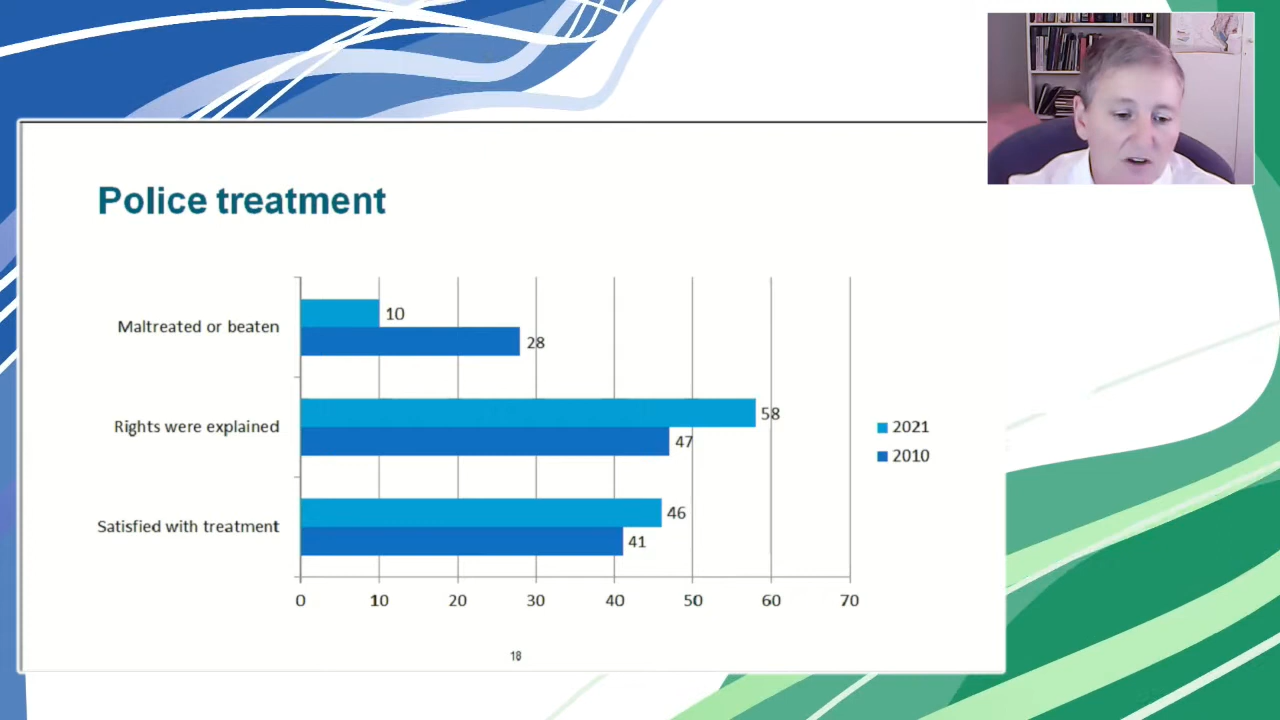 Police treatment
Maltreated or beaten
10
28
Rights were explained
58
47
Satisfied with treatment
46
41
2021
2010
0 10 20 30 40 50 60 70
18